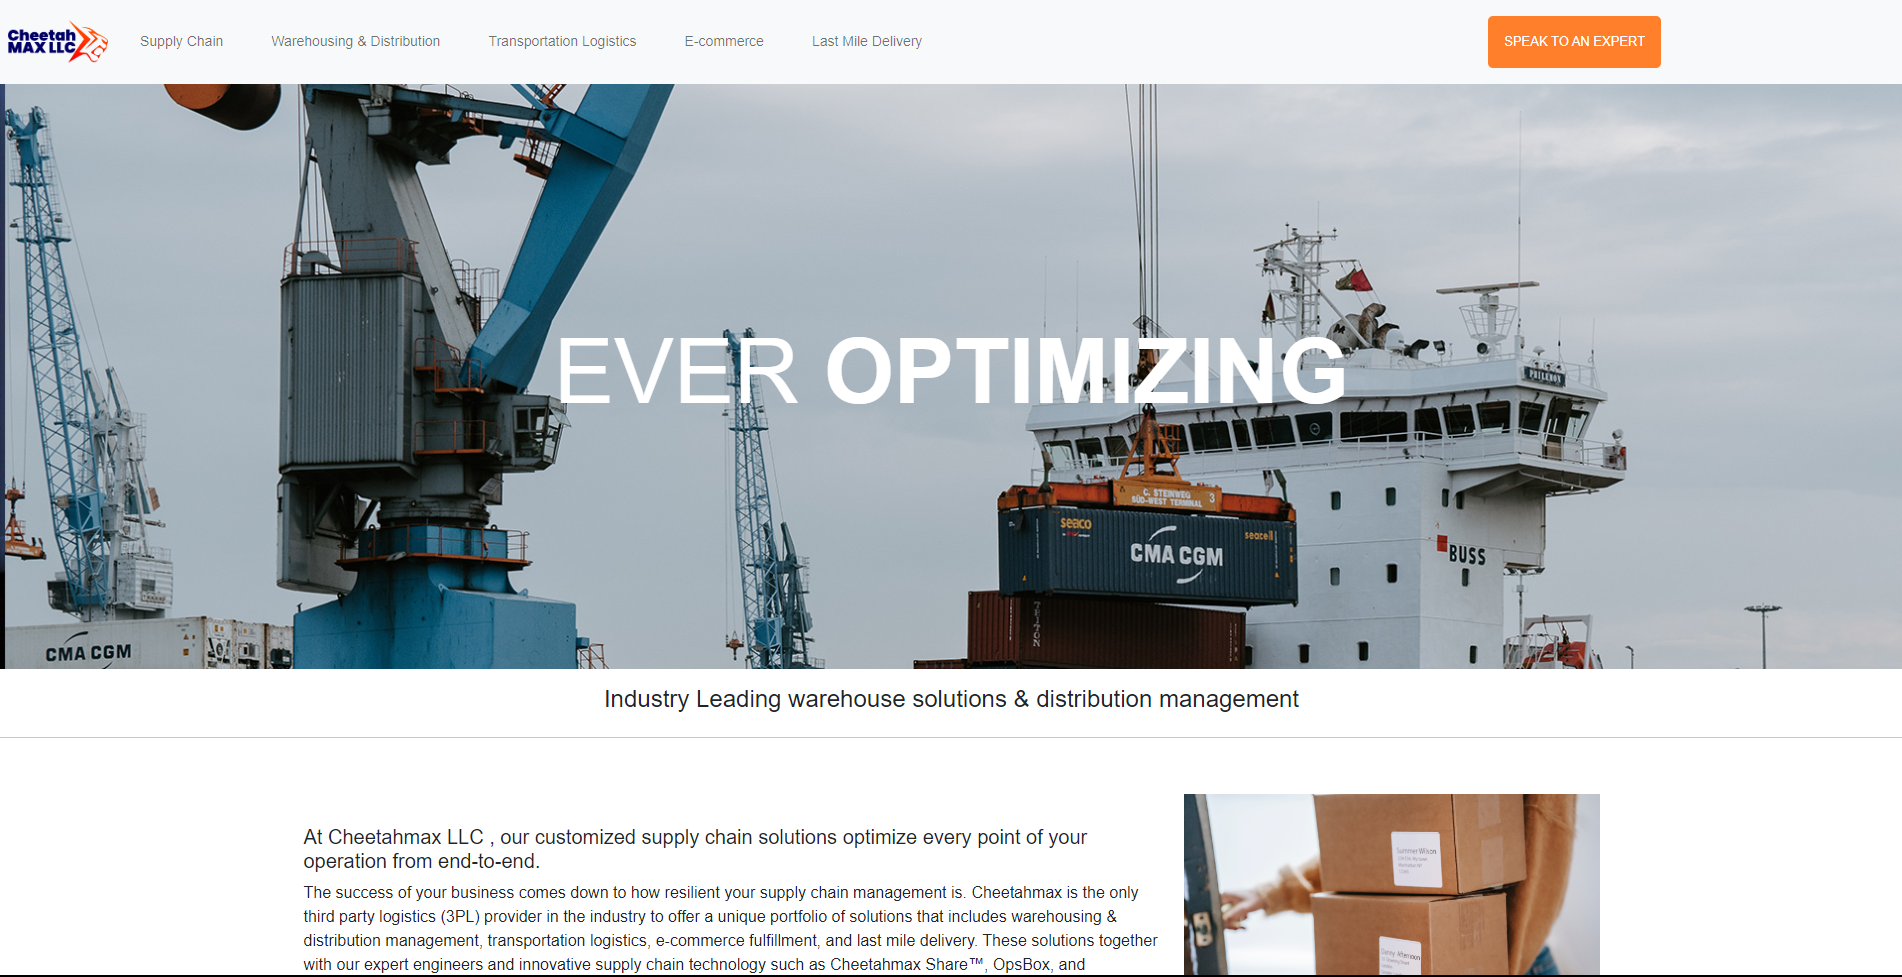 Cheetah
MAX LLC
Supply Chain
Warehousing & Distribution
Transportation Logistics
E-commerce
Last Mile Delivery
SPEAK TO AN EXPERT
EVER OPTIMIZING
PHILEMON
C. STEINWEG
SÜD-WEST TERMINAL
3
seaco
seacell
CMA CGM
BUSS
TRITON
CMA CGM
Industry Leading warehouse solutions & distribution management
At Cheetahmax LLC , our customized supply chain solutions optimize every point of your
operation from end-to-end.
The success of your business comes down to how resilient your supply chain management is. Cheetahmax is the only
third party logistics (3PL) provider in the industry to offer a unique portfolio of solutions that includes warehousing &
distribution management, transportation logistics, e-commerce fulfillment, and last mile delivery. These solutions together
with our expert engineers and innovative supply chain technology such as Cheetahmax Share™, OpsBox, and
Summer Wilson